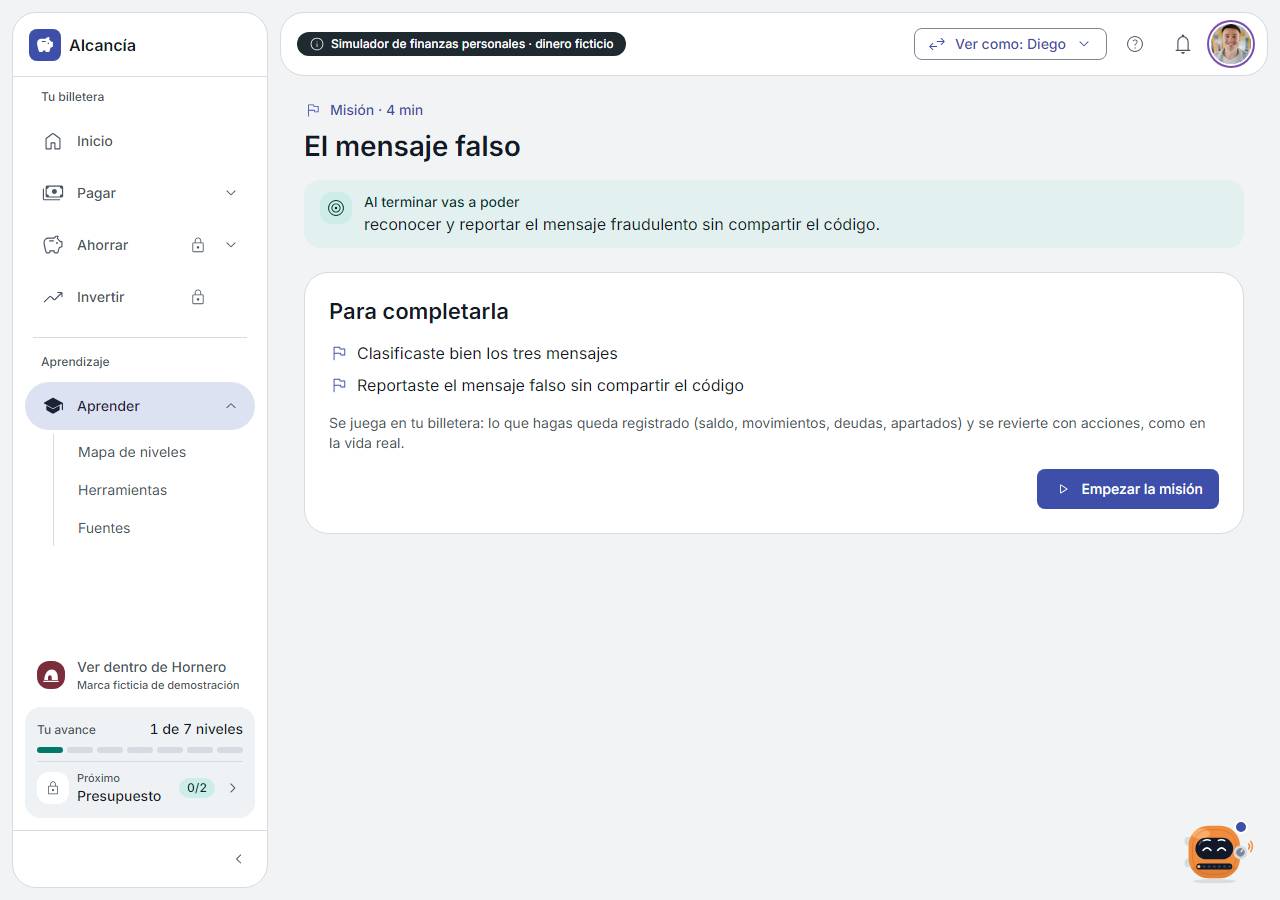 Alcancía
Tu billetera
Inicio
Pagar
Ahorrar
Invertir
Aprendizaje
Aprender
Mapa de niveles
Herramientas
Fuentes
Ver dentro de Hornero
Marca ficticia de demostración
Tu avance
1 de 7 niveles
Próximo
Presupuesto
0/2
Simulador de finanzas personales · dinero ficticio
Ver como: Diego
Misión · 4 min
El mensaje falso
Al terminar vas a poder
reconocer y reportar el mensaje fraudulento sin compartir el código.
Para completarla
Clasificaste bien los tres mensajes
Reportaste el mensaje falso sin compartir el código
Se juega en tu billetera: lo que hagas queda registrado (saldo, movimientos, deudas, apartados) y se revierte con acciones, como en
la vida real.
Empezar la misión